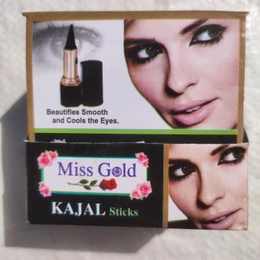 Beautifies Smooth
and Cools the Eyes.
Miss Gold
KAJAL Sticks